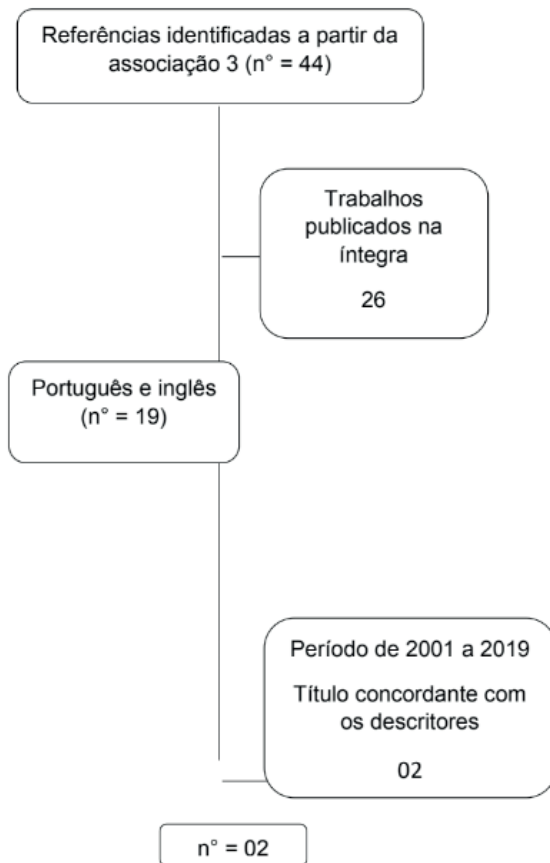 Referências identificadas a partir da
associação 3 (n° = 44)
Trabalhos
publicados na
íntegra
26
Português e inglês
(n° = 19)
Período de 2001 a 2019
Título concordante com
os descritores
02
n° = 02